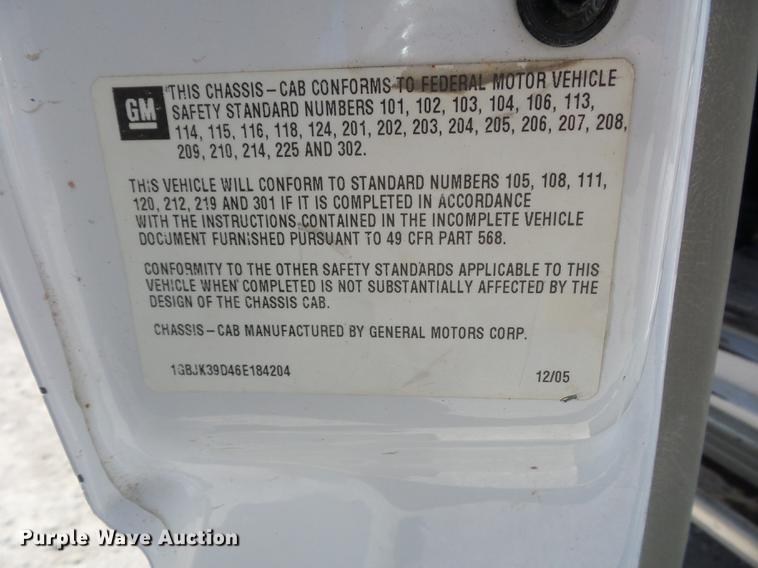 GM
THIS CHASSIS-CAB CONFORMS TO FEDERAL MOTOR VEHICLE
SAFETY STANDARD NUMBERS 101, 102, 103, 104, 106, 113,
114, 115, 116, 118, 124, 201, 202, 203, 204, 205, 206, 207, 208,
209, 210, 214, 225 AND 302.
THIS VEHICLE WILL CONFORM TO STANDARD NUMBERS 105, 108, 111,
120, 212, 219 AND 301 IF IT IS COMPLETED IN ACCORDANCE
WITH THE INSTRUCTIONS CONTAINED IN THE INCOMPLETE VEHICLE
DOCUMENT FURNISHED PURSUANT TO 49 CFR PART 568.
CONFORMITY TO THE OTHER SAFETY STANDARDS APPLICABLE TO THIS
VEHICLE WHEN COMPLETED IS NOT SUBSTANTIALLY AFFECTED BY THE
DESIGN OF THE CHASSIS CAB.
CHASSIS-CAB MANUFACTURED BY GENERAL MOTORS CORP.
1GBJK39D46E184204 12/05
Purple Wave Auction